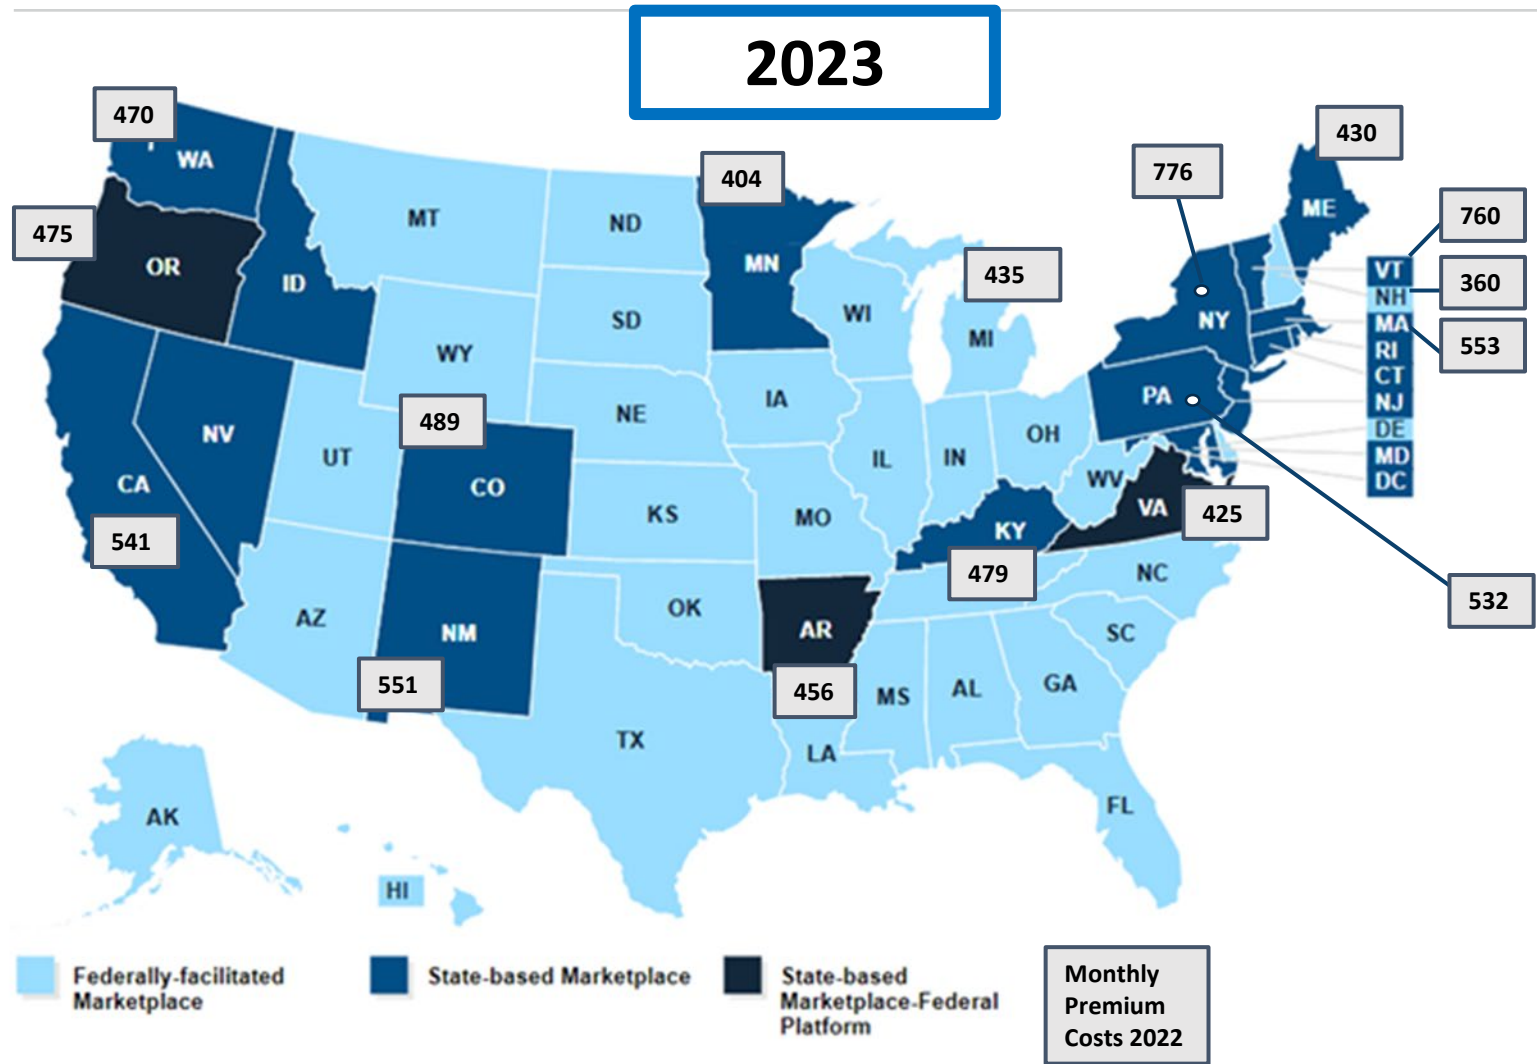 2023
470
WA
475
OR
ID
MT
ND
404
MN
SD
WY
WI
435
MI
776
430
ME
760
VT
NH
360
MA
553
RI
CT
NJ
DE
MD
DC
NY
PA
532
NV
CA
541
UT
489
CO
NE
IA
IL
IN
OH
WV
VA
425
KS
MO
KY
479
NC
AZ
NM
551
OK
AR
456
SC
MS
AL
GA
TX
LA
FL
AK
HI
Federally-facilitated
Marketplace
State-based Marketplace
State-based
Marketplace-Federal
Platform
Monthly
Premium
Costs 2022